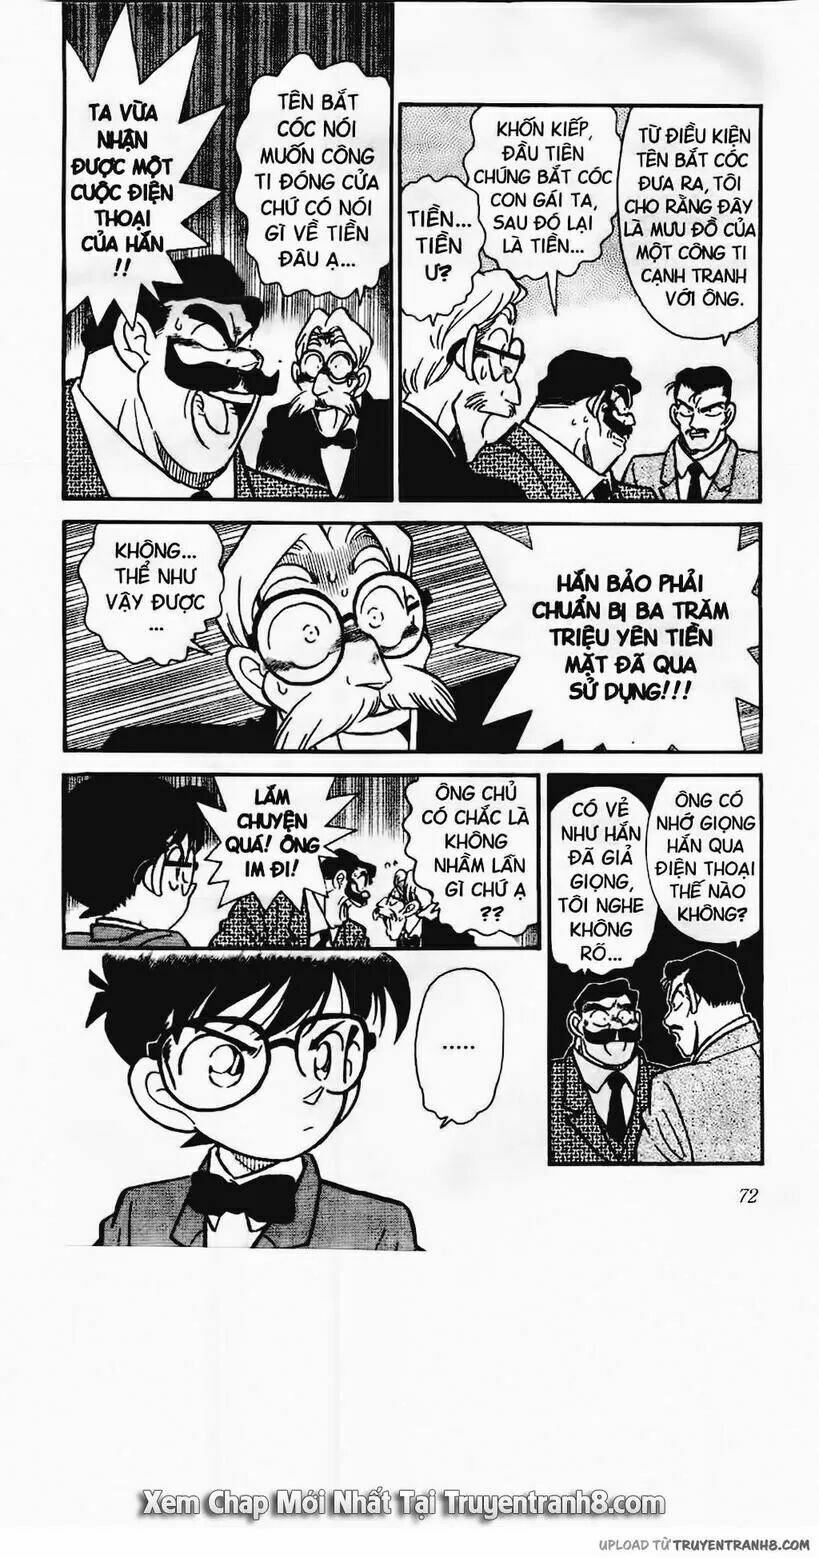 TỪ ĐIỀU KIỆN
TÊN BẮT CÓC
ĐƯA RA, TÔI
CHO RẰNG ĐÂY
LÀ MƯU ĐỒ CỦA
MỘT CÔNG TI
CẠNH TRANH
VỚI ÔNG.
KHỐN KIẾP,
ĐẦU TIÊN
CHÚNG BẮT CÓC
CON GÁI TA,
SAU ĐÓ LẠI
LÀ TIỀN...
TIỀN...
TIỀN
Ư?
TÊN BẮT
CÓC NÓI
MUỐN CÔNG
TI ĐÓNG CỬA
CHỨ CÓ NÓI
GÌ VỀ TIỀN
ĐÂU Ạ...
TA VỪA
NHẬN
ĐƯỢC MỘT
CUỘC ĐIỆN
THOẠI
CỦA HẮN
!!
HẮN BẢO PHẢI
CHUẨN BỊ BA TRĂM
TRIỆU YÊN TIỀN
MẶT ĐÃ QUA
SỬ DỤNG!!!
KHÔNG...
THỂ NHƯ
VẬY ĐƯỢC
...
ÔNG CÓ
NHỚ GIỌNG
HẮN QUA
ĐIỆN THOẠI
THẾ NÀO
KHÔNG?
CÓ VẺ
NHƯ HẮN
ĐÃ GIẢ
GIỌNG,
TÔI NGHE
KHÔNG
RÕ...
ÔNG CHỦ
CÓ CHẮC LÀ
KHÔNG
NHẦM LẪN
GÌ CHỨ Ạ
??
LẮM
CHUYỆN
QUÁ! ÔNG
IM ĐI!
.....
72
Xem Chap Mới Nhất Tại Truyentranh8.com
UPLOAD TỪ TRUYENTRANH8.COM